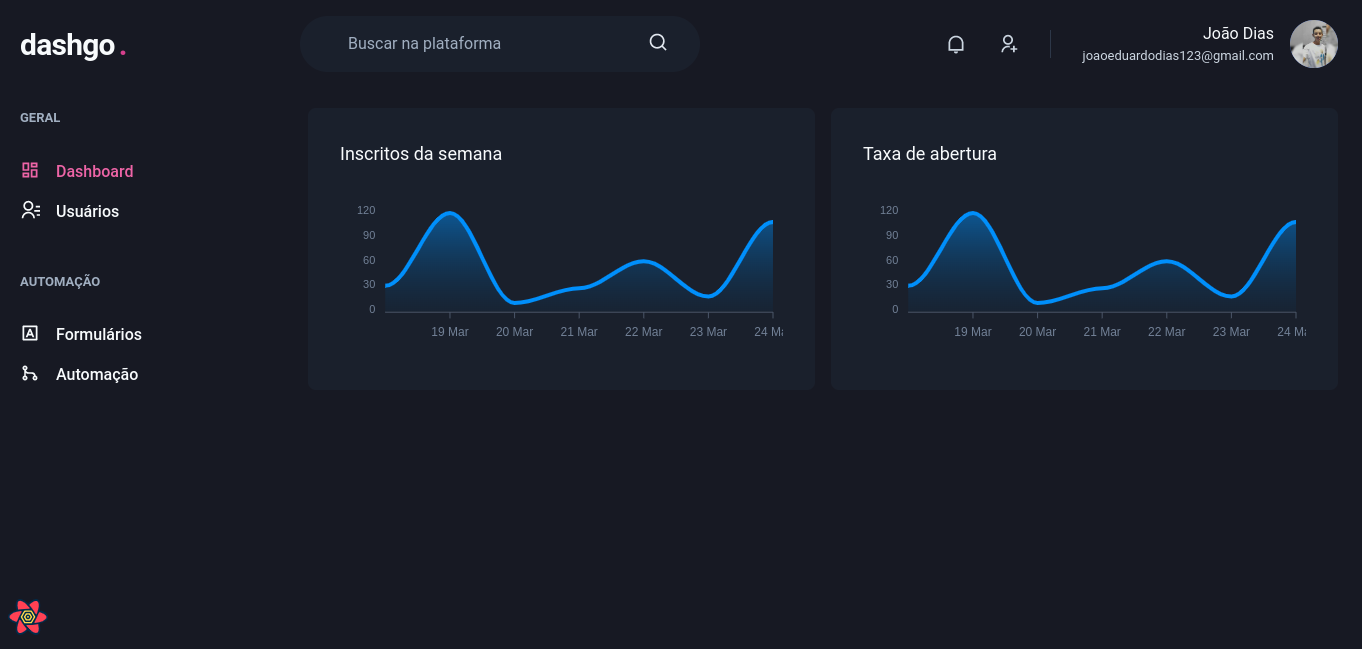 dashgo.
Buscar na plataforma
João Dias
joaoeduardodias123@gmail.com
GERAL
Dashboard
Usuários
AUTOMAÇÃO
Formulários
Automação
Inscritos da semana
120
90
60
30
0
19 Mar 20 Mar 21 Mar 22 Mar 23 Mar 24 Ma
Taxa de abertura
120
90
60
30
0
19 Mar 20 Mar 21 Mar 22 Mar 23 Mar 24 Ma